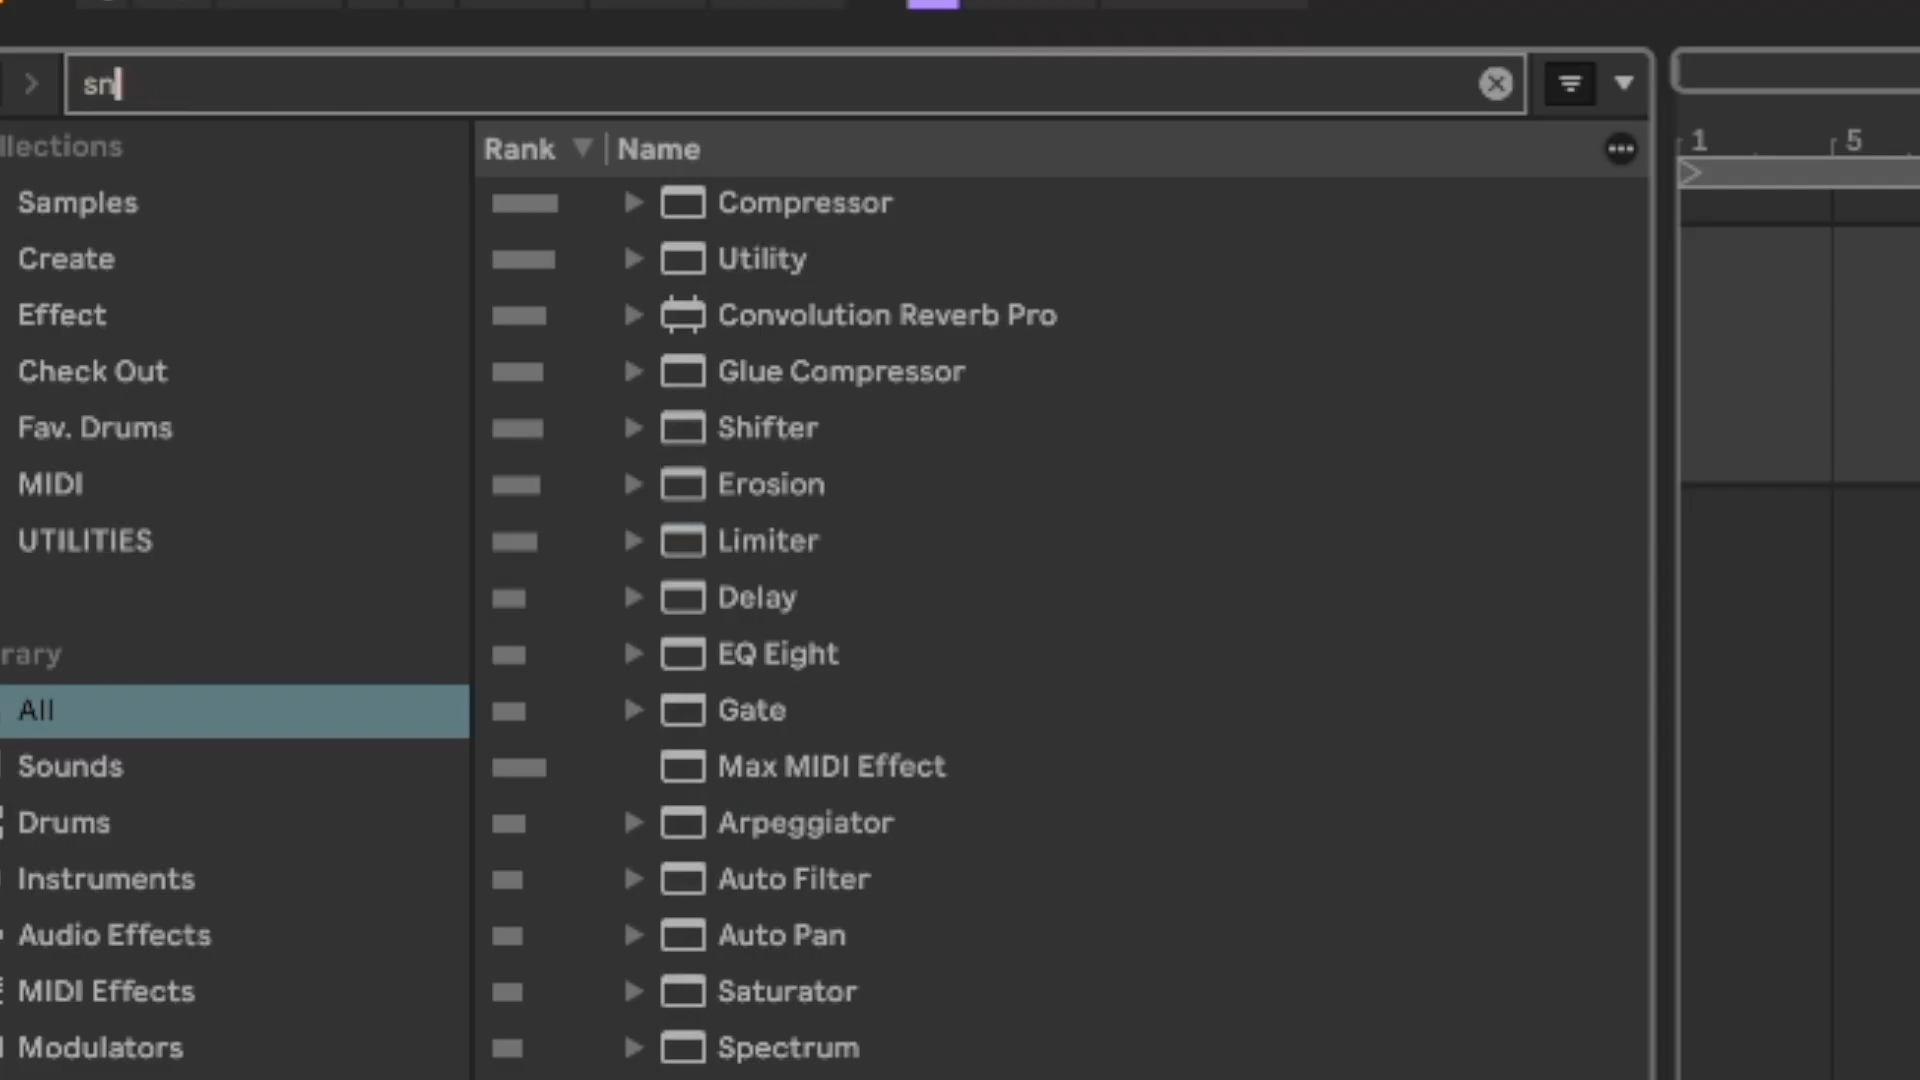 sn
llections
Samples
Create
Effect
Check Out
Fav. Drums
MIDI
UTILITIES
rary
All
Sounds
Drums
Instruments
Audio Effects
MIDI Effects
Modulators
Rank Name
Compressor
Utility
Convolution Reverb Pro
Glue Compressor
Shifter
Erosion
Limiter
Delay
EQ Eight
Gate
Max MIDI Effect
Arpeggiator
Auto Filter
Auto Pan
Saturator
Spectrum
1 5